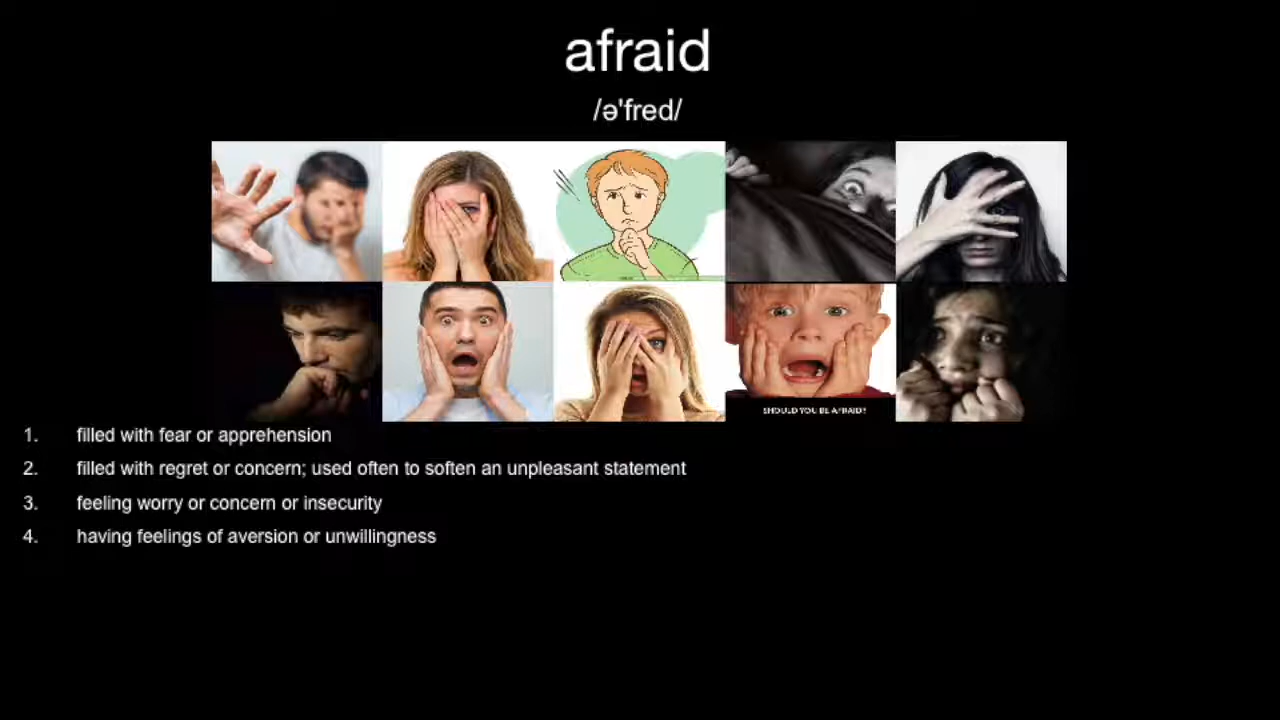 afraid
/ə'fred/
SHOULD YOU BE AFRAID?
1. filled with fear or apprehension
2. filled with regret or concern; used often to soften an unpleasant statement
3. feeling worry or concern or insecurity
4. having feelings of aversion or unwillingness